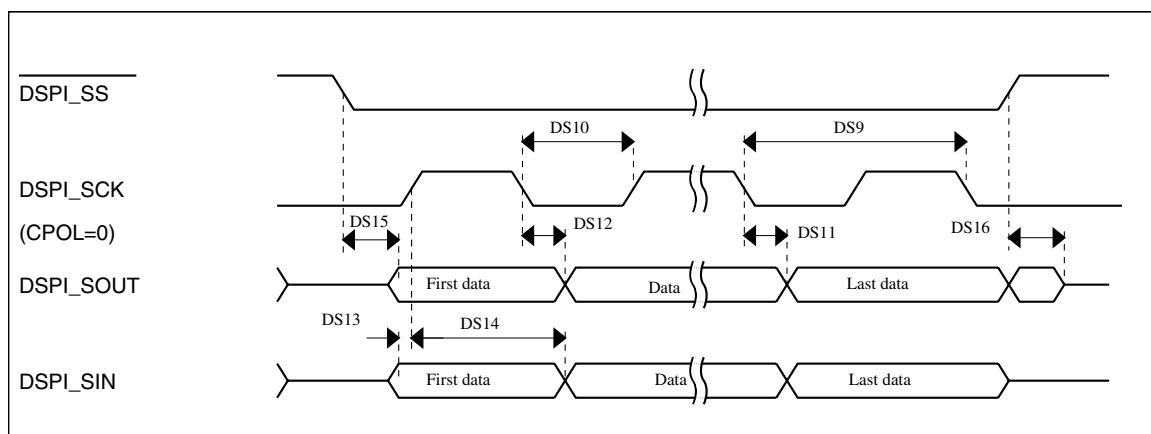 DSPI_SS
DS10
DS9
DSPI_SCK
(CPOL=0)
DS15
DS12
DS11
DS16
DSPI_SOUT
First data
Data
Last data
DS13
DS14
DSPI_SIN
First data
Data
Last data